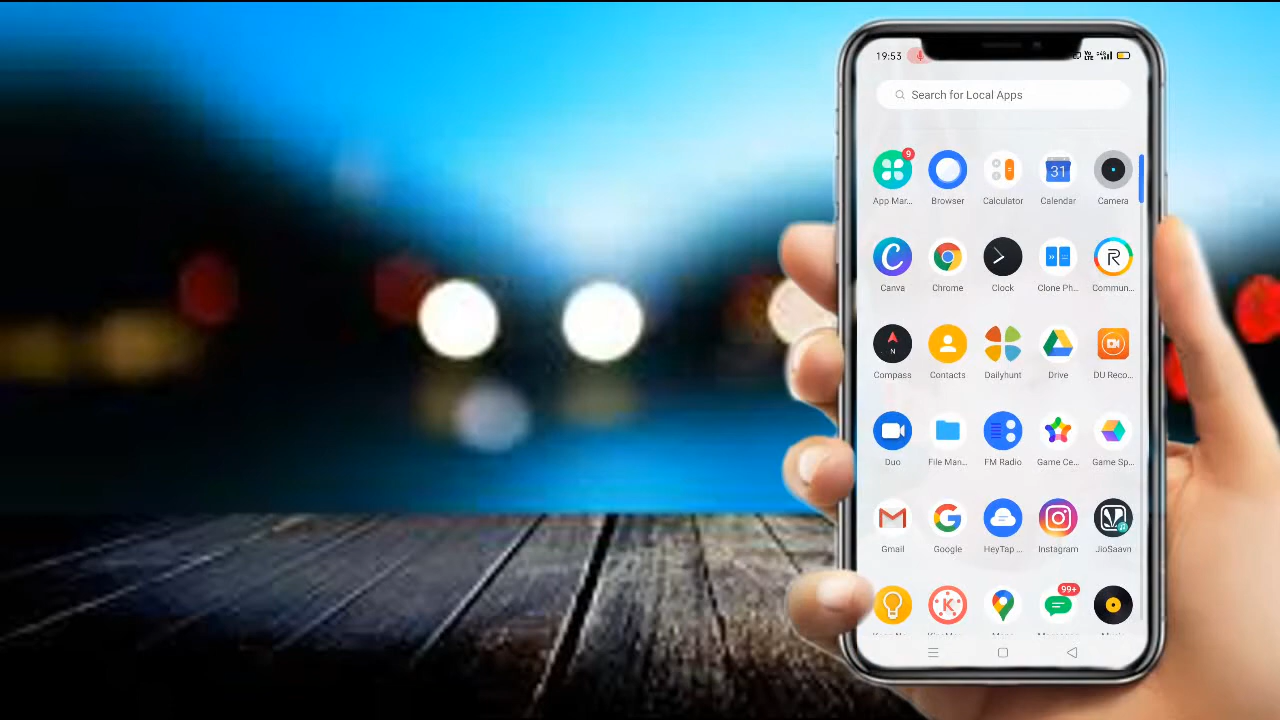 19:53
Search for Local Apps
9
31
App Mar... Browser Calculator Calendar Camera
Canva Chrome Clock Clone Ph... Commun...
N
Compass Contacts Dailyhunt Drive DU Reco...
Duo File Man... FM Radio Game Ce... Game Sp...
Gmail Google HeyTap ... Instagram JioSaavn
99+